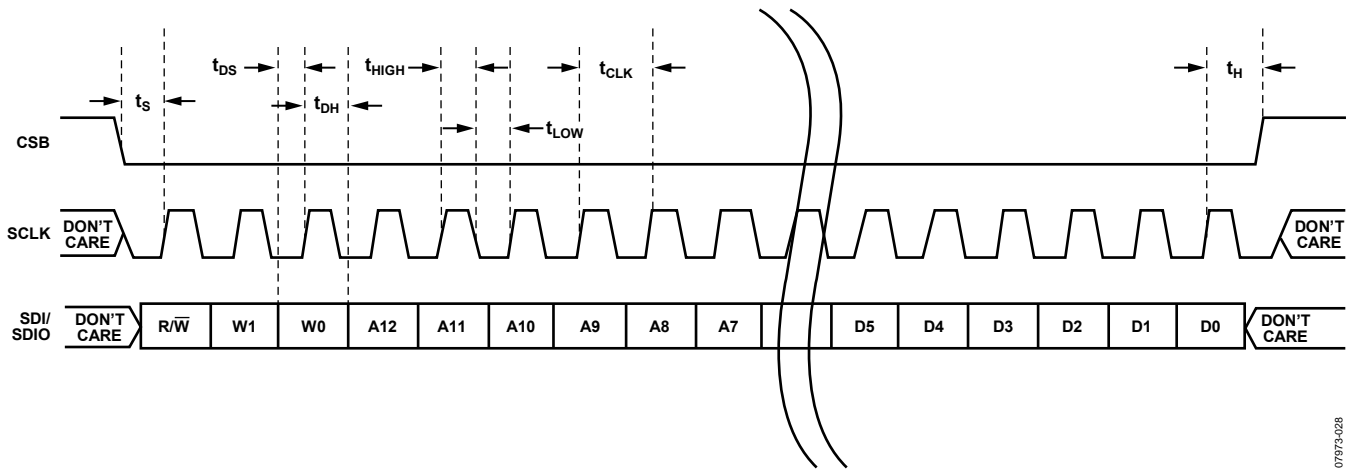 tDS
tHIGH
tCLK
tH
tS
tDH
tLOW
CSB
SCLK
DON'T
CARE
DON'T
CARE
SDI/
SDIO
DON'T
CARE
R/W̅ W1 W0 A12 A11 A10 A9 A8 A7 D5 D4 D3 D2 D1 D0
DON'T
CARE
07973-028